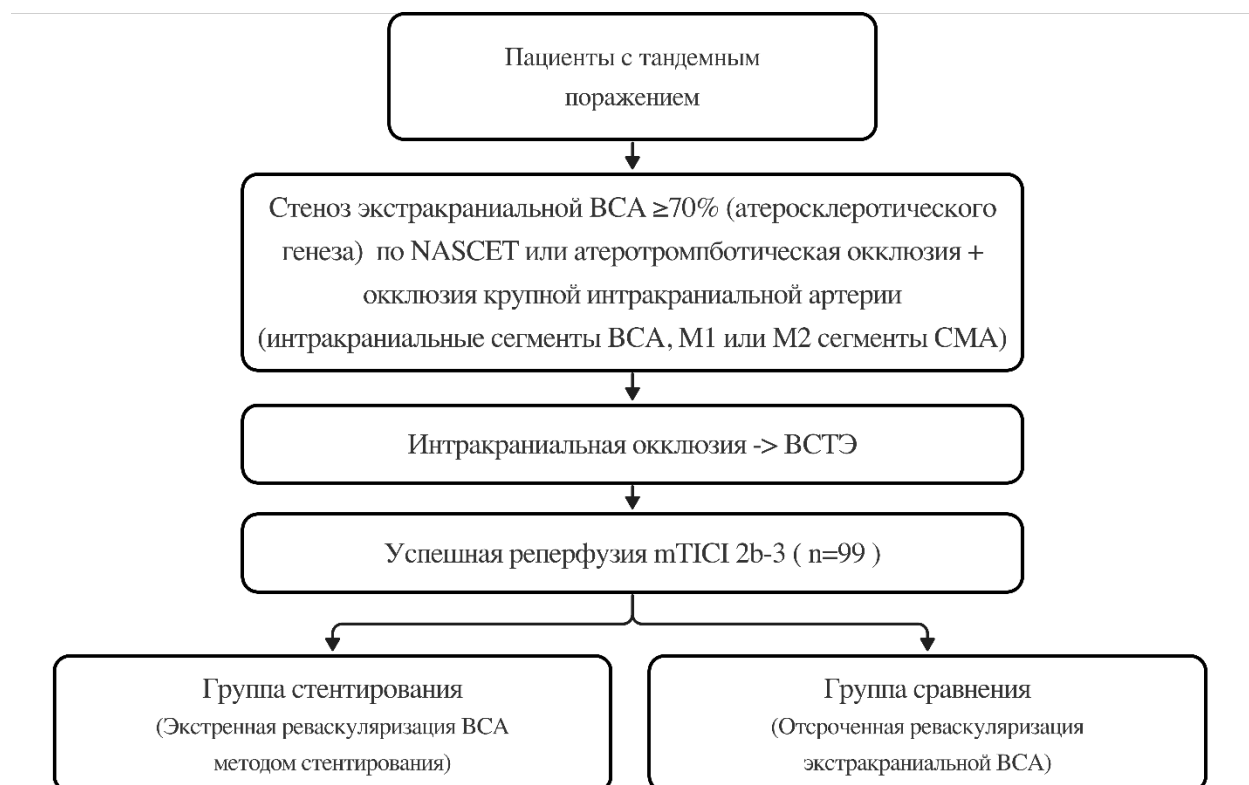 Пациенты с тандемным
поражением
Стеноз экстракраниальной ВСА ≥70% (атеросклеротического
генеза) по NASCET или атеротромпботическая окклюзия +
окклюзия крупной интракраниальной артерии
(интракраниальные сегменты ВСА, М1 или М2 сегменты СМА)
Интракраниальная окклюзия -> ВСТЭ
Успешная реперфузия mTICI 2b-3 ( n=99 )
Группа стентирования
(Экстренная реваскуляризация ВСА
методом стентирования)
Группа сравнения
(Отсроченная реваскуляризация
экстракраниальной ВСА)